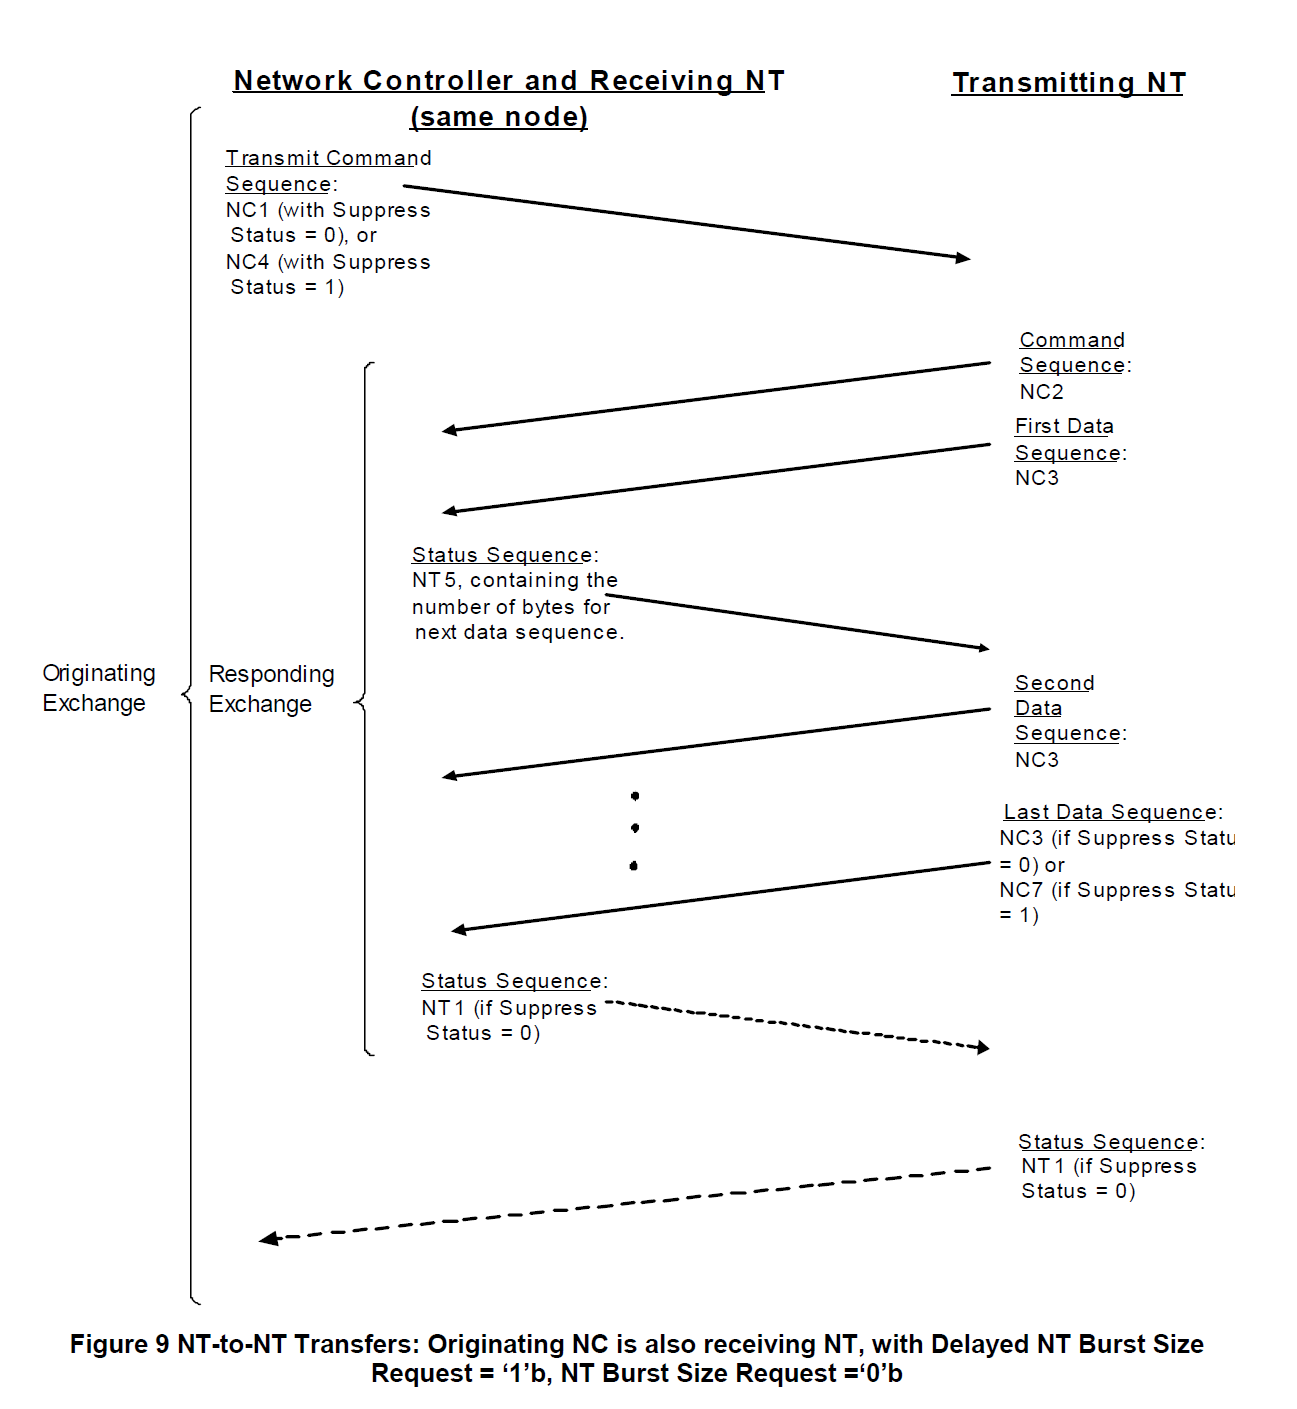 Network Controller and Receiving NT
(same node)
Transmitting NT
Transmit Command
Sequence:
NC1 (with Suppress
Status = 0), or
NC4 (with Suppress
Status = 1)
Command
Sequence:
NC2
First Data
Sequence:
NC3
Status Sequence:
NT5, containing the
number of bytes for
next data sequence.
Originating
Exchange
Responding
Exchange
Second
Data
Sequence:
NC3
Last Data Sequence:
NC3 (if Suppress Statu
= 0) or
NC7 (if Suppress Statu
= 1)
Status Sequence:
NT1 (if Suppress
Status = 0)
Status Sequence:
NT1 (if Suppress
Status = 0)
Figure 9 NT-to-NT Transfers: Originating NC is also receiving NT, with Delayed NT Burst Size
Request = ‘1’b, NT Burst Size Request =‘0’b